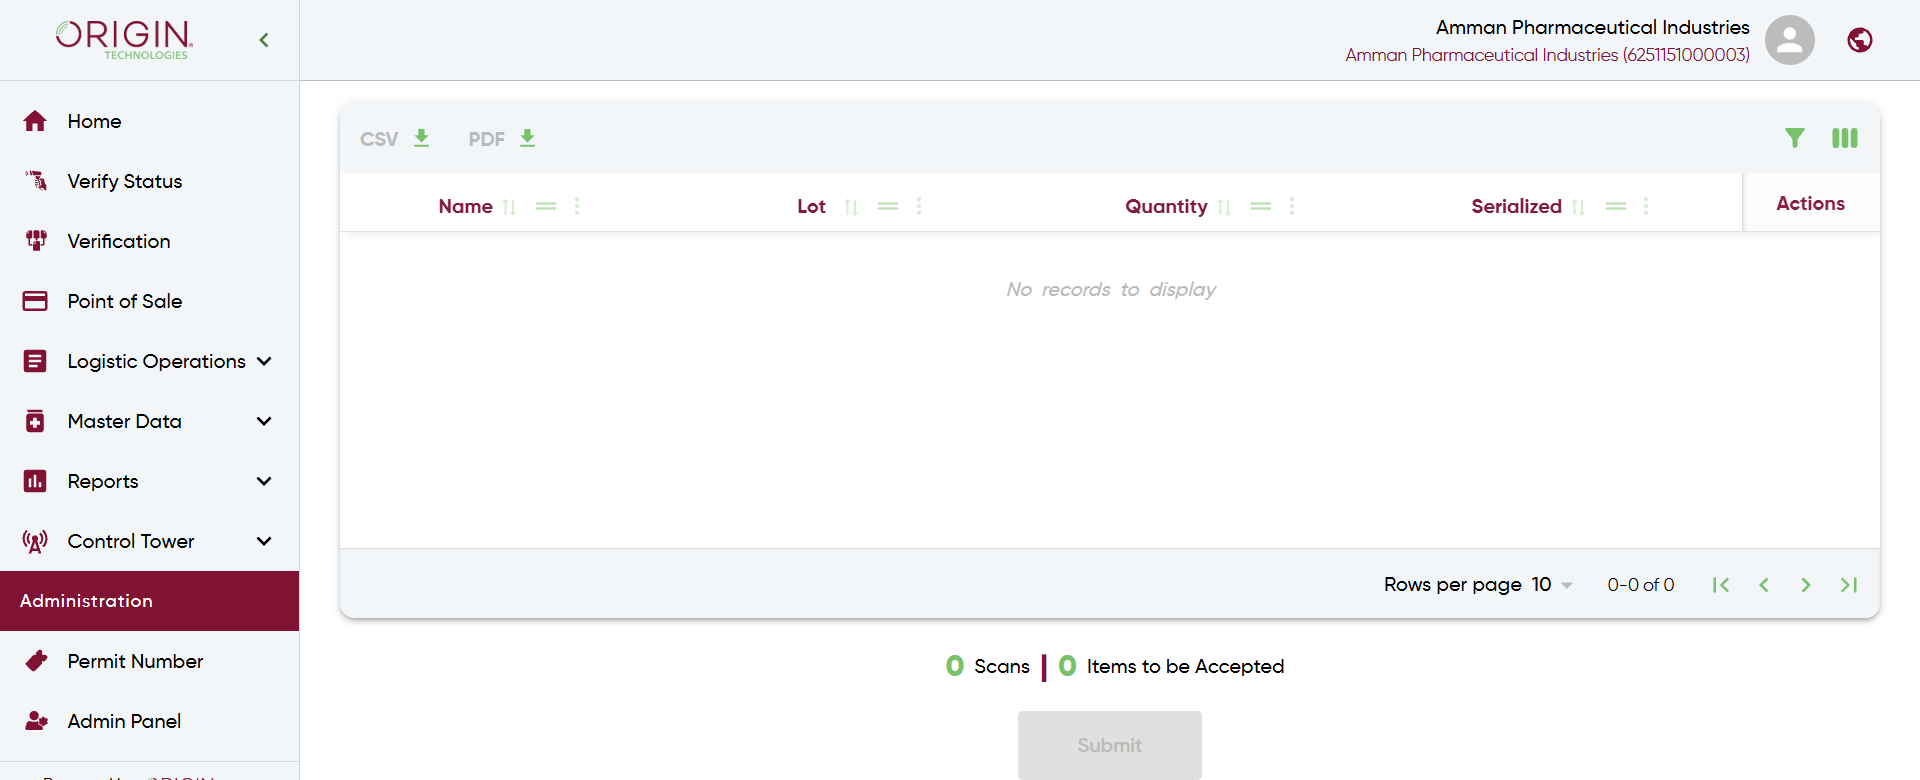 ORIGIN
TECHNOLOGIES
Amman Pharmaceutical Industries
Amman Pharmaceutical Industries (6251151000003)
Home
Verify Status
Verification
Point of Sale
Logistic Operations
Master Data
Reports
Control Tower
Administration
Permit Number
Admin Panel
CSV PDF
Name Lot Quantity Serialized Actions
No records to display
Rows per page 10 0-0 of 0
0 Scans | 0 Items to be Accepted
Submit